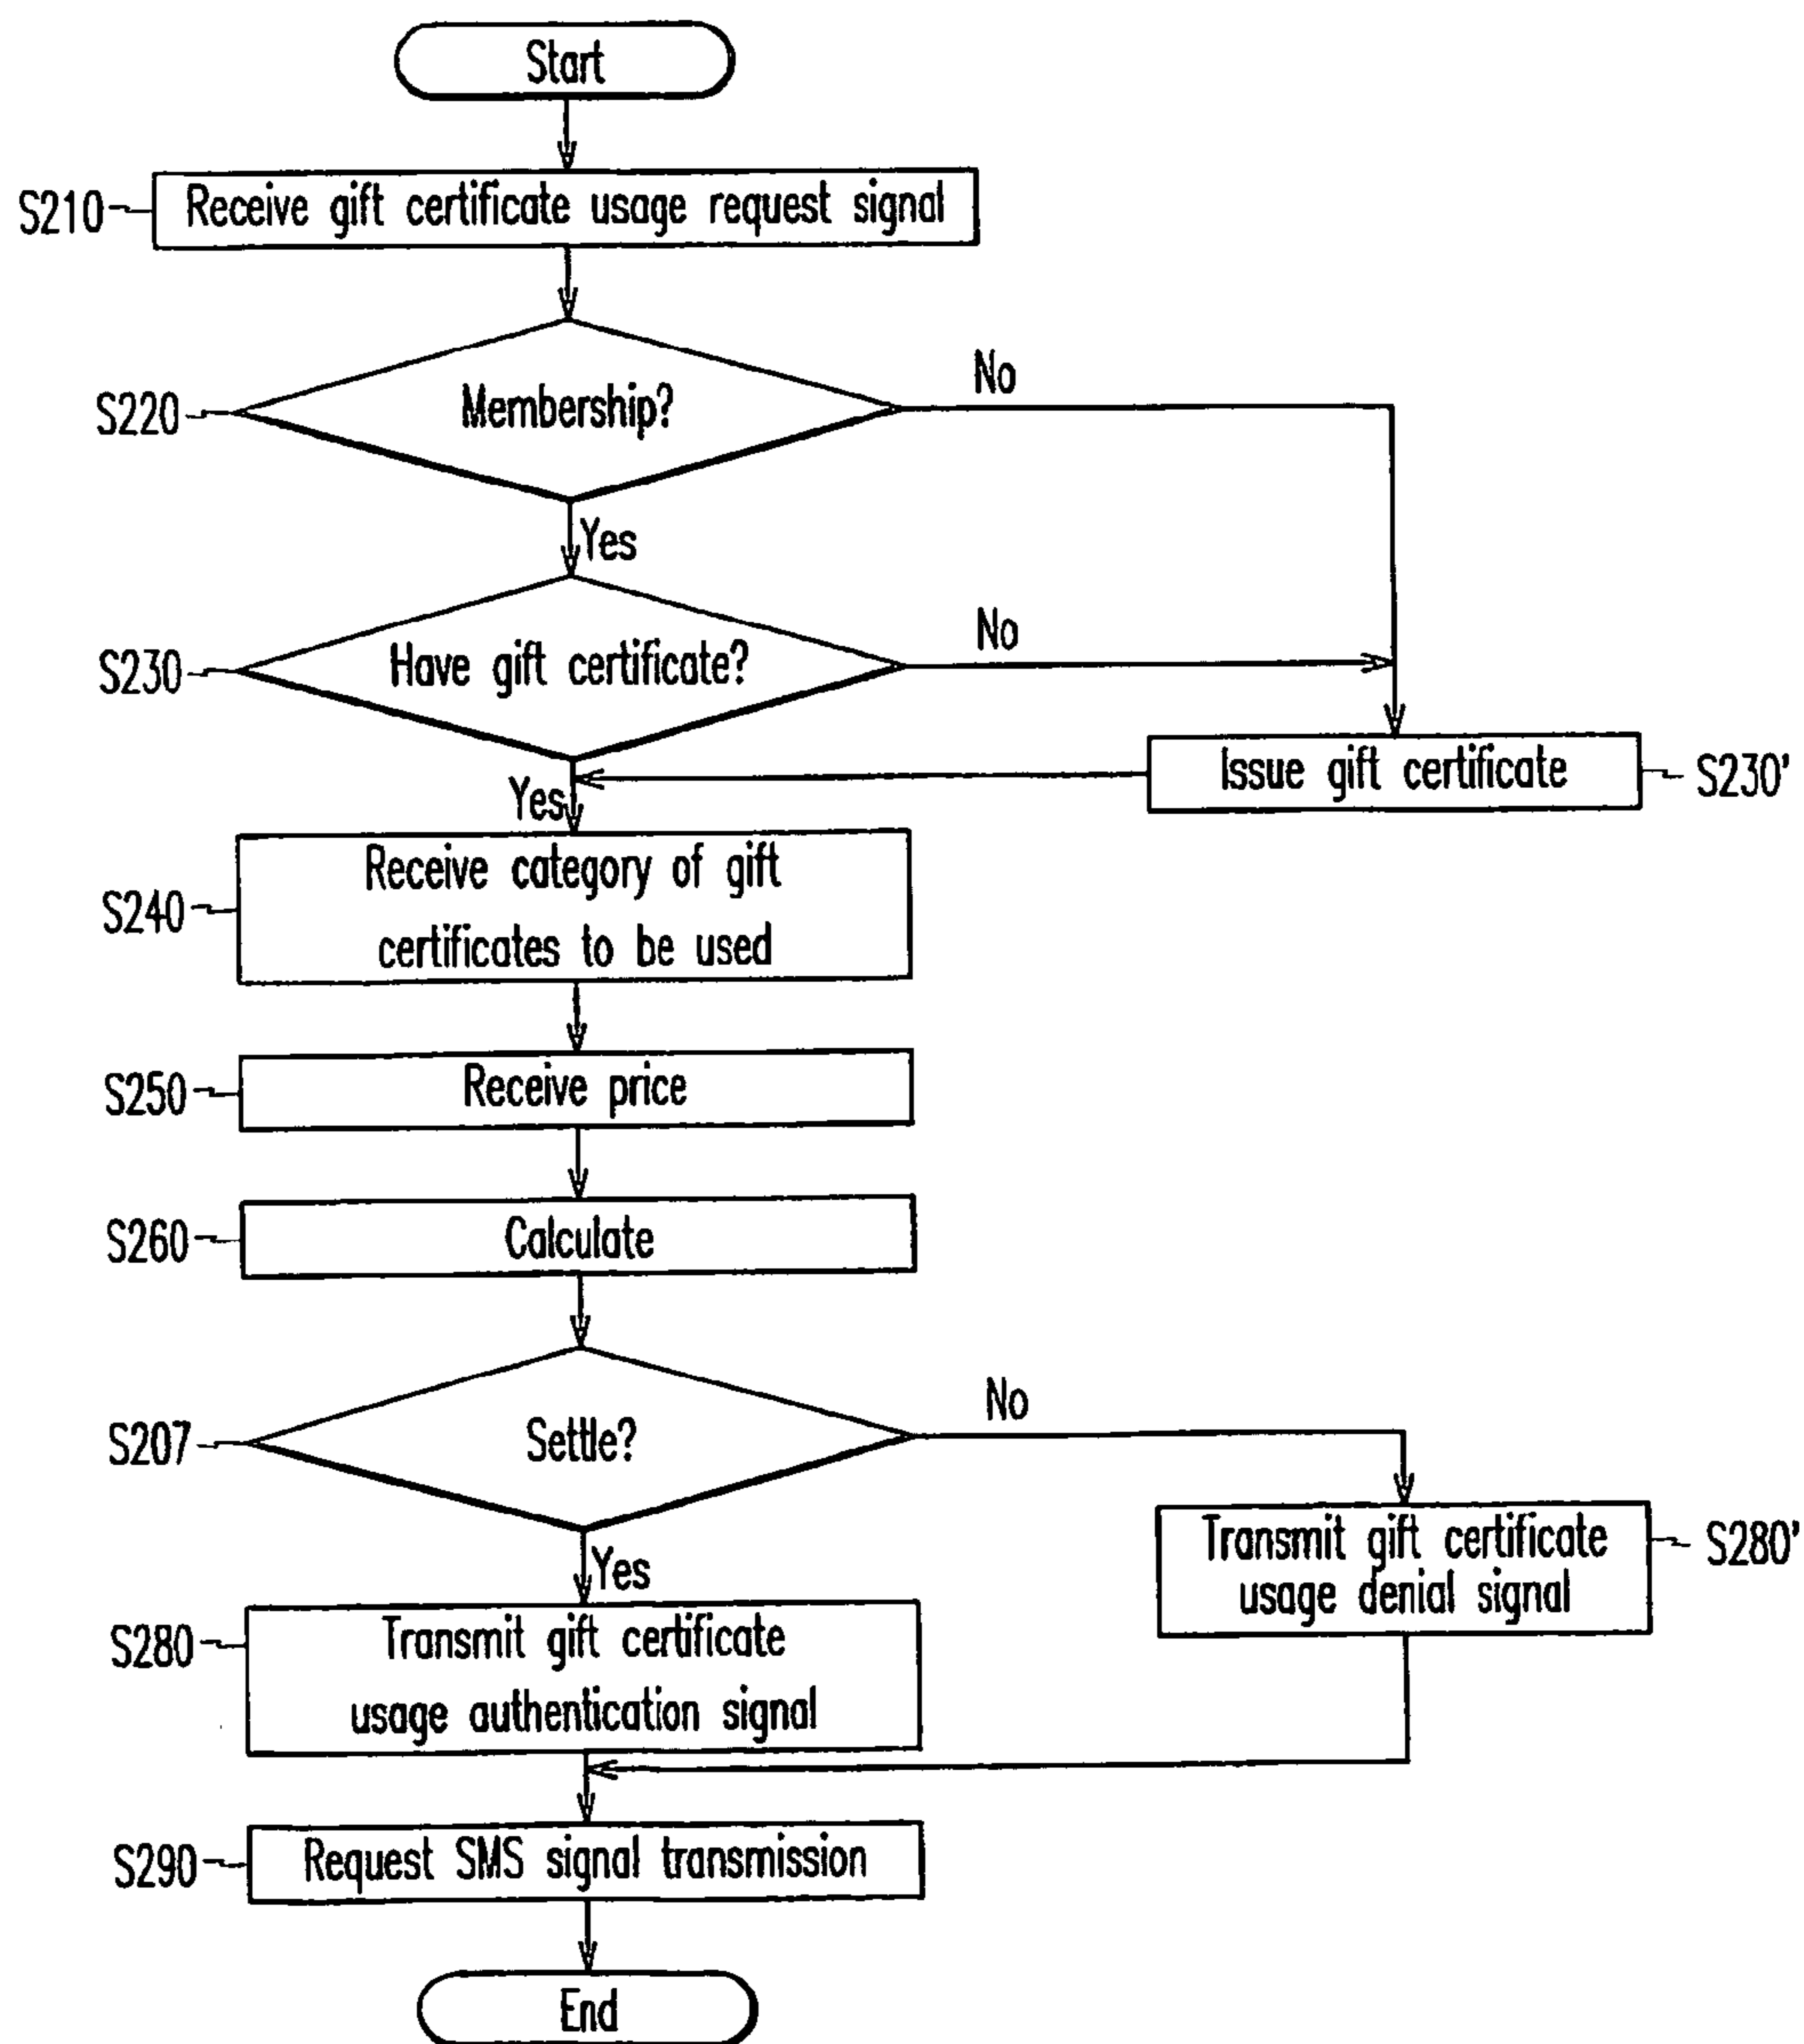 Start
S210
Receive gift certificate usage request signal
S220
Membership?
No
Yes
S230
Have gift certificate?
No
Issue gift certificate
S230'
Yes
S240
Receive category of gift
certificates to be used
S250
Receive price
S260
Calculate
S207
Settle?
No
Yes
Transmit gift certificate
usage denial signal
S280'
S280
Transmit gift certificate
usage authentication signal
S290
Request SMS signal transmission
End